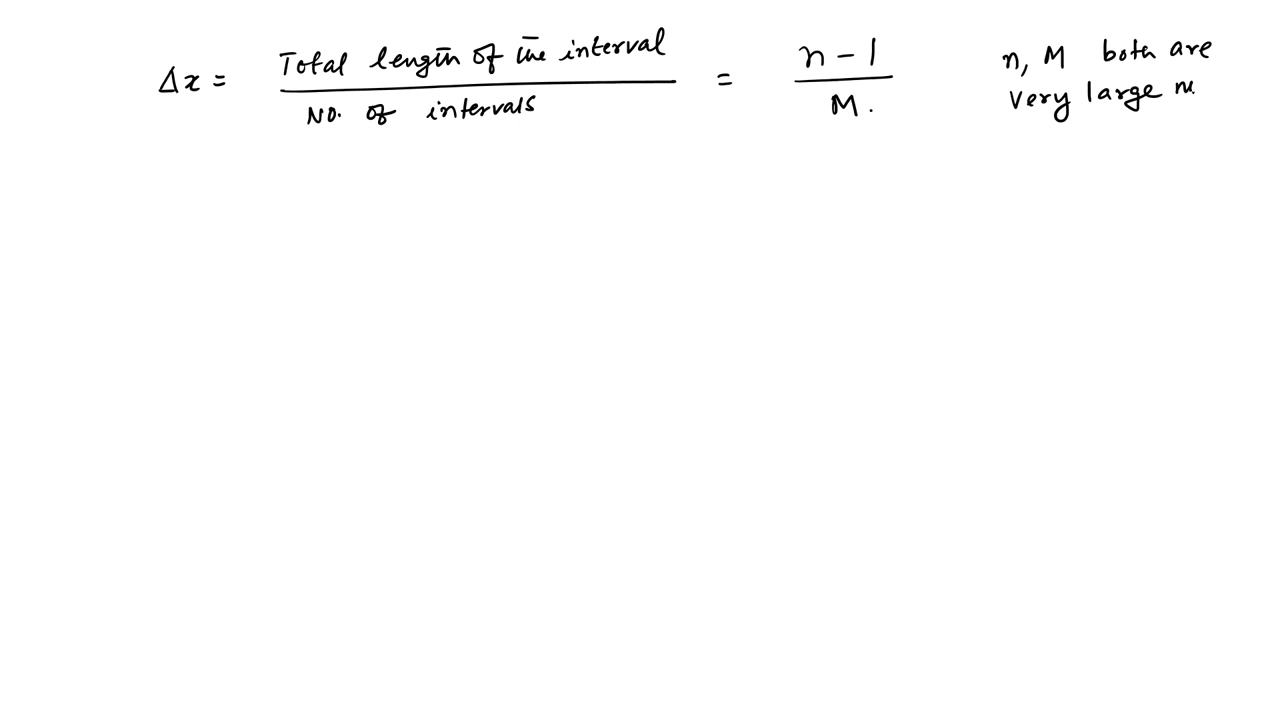 Δx = Total length of the interval / No. of intervals = n - 1 / M.
n, M both are
very large